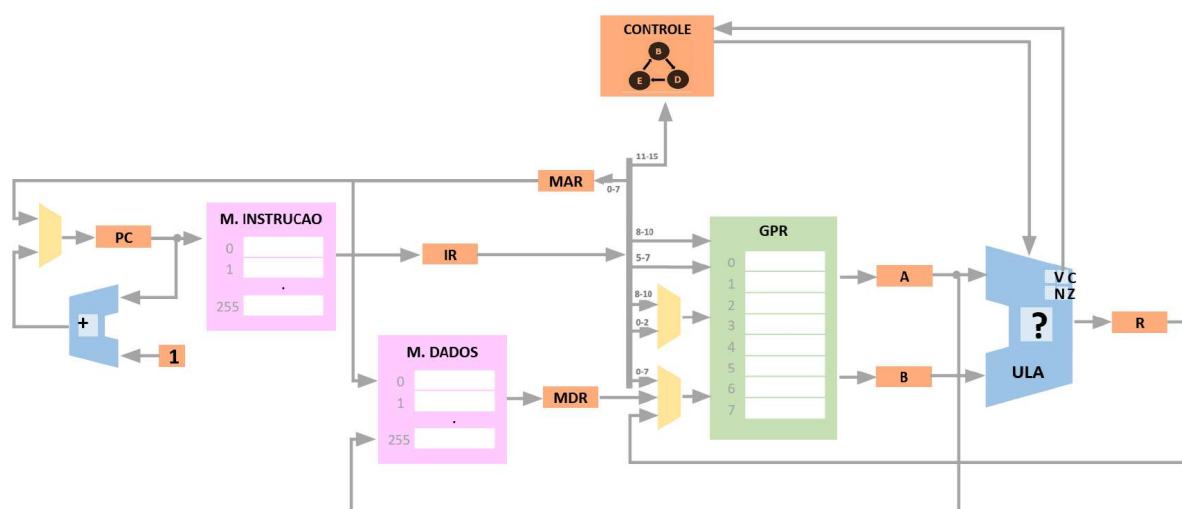 CONTROLE
B
E D
11-15
MAR
0-7
M. INSTRUCAO
0
1
.
255
PC
+
1
IR
8-10
5-7
8-10
0-2
0-7
GPR
0
1
2
3
4
5
6
7
A
B
V C
N Z
?
ULA
R
M. DADOS
0
1
.
255
MDR